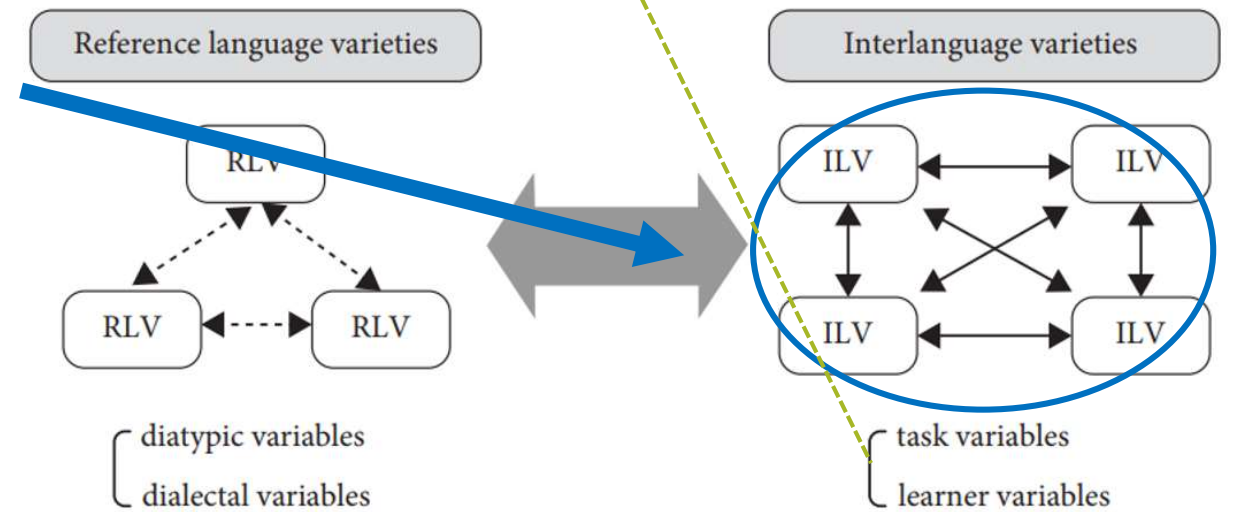 Reference language varieties
Interlanguage varieties
RLV
RLV
RLV
ILV
ILV
ILV
ILV
diatypic variables
dialectal variables
task variables
learner variables